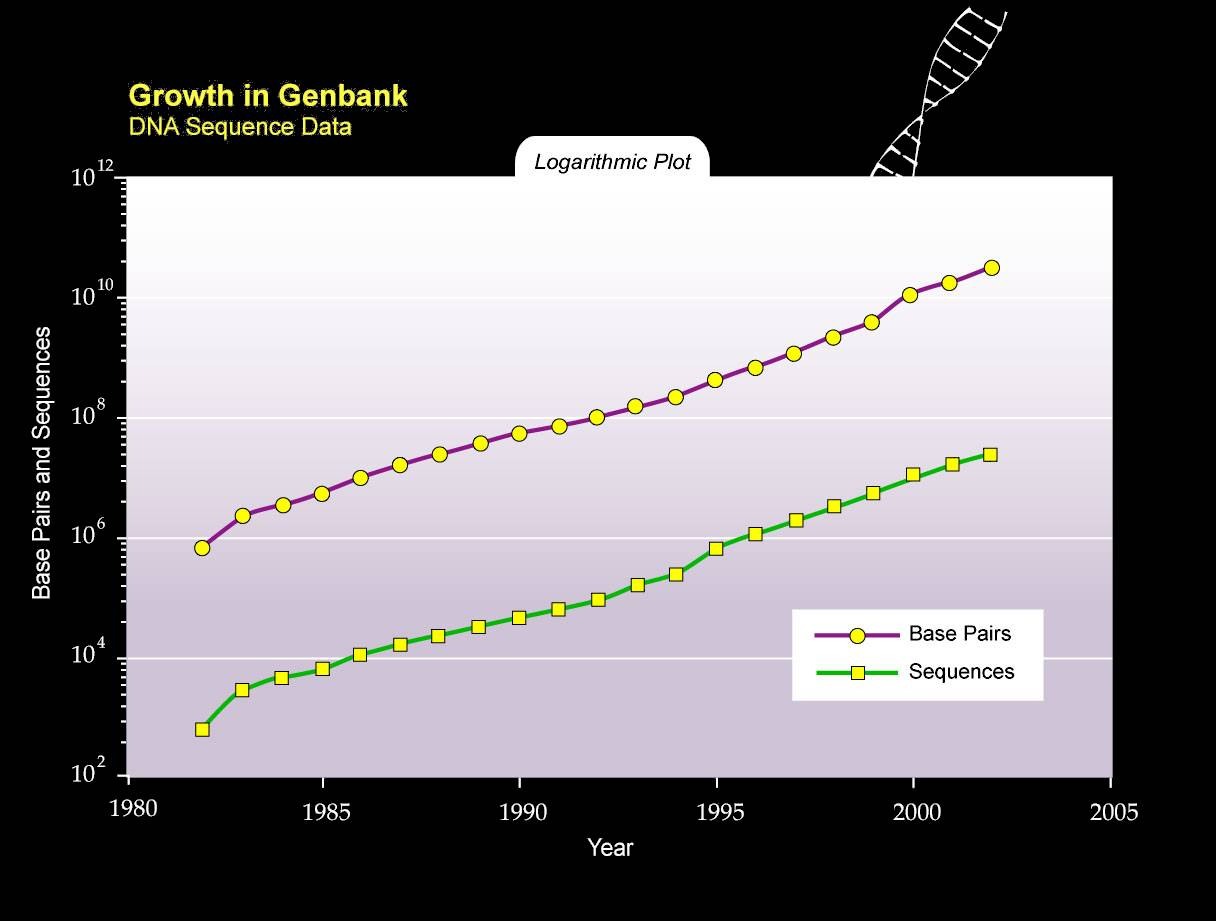 Growth in Genbank
DNA Sequence Data
Logarithmic Plot
10^12
10^10
10^8
10^6
10^4
10^2
Base Pairs and Sequences
Base Pairs
Sequences
1980 1985 1990 1995 2000 2005
Year